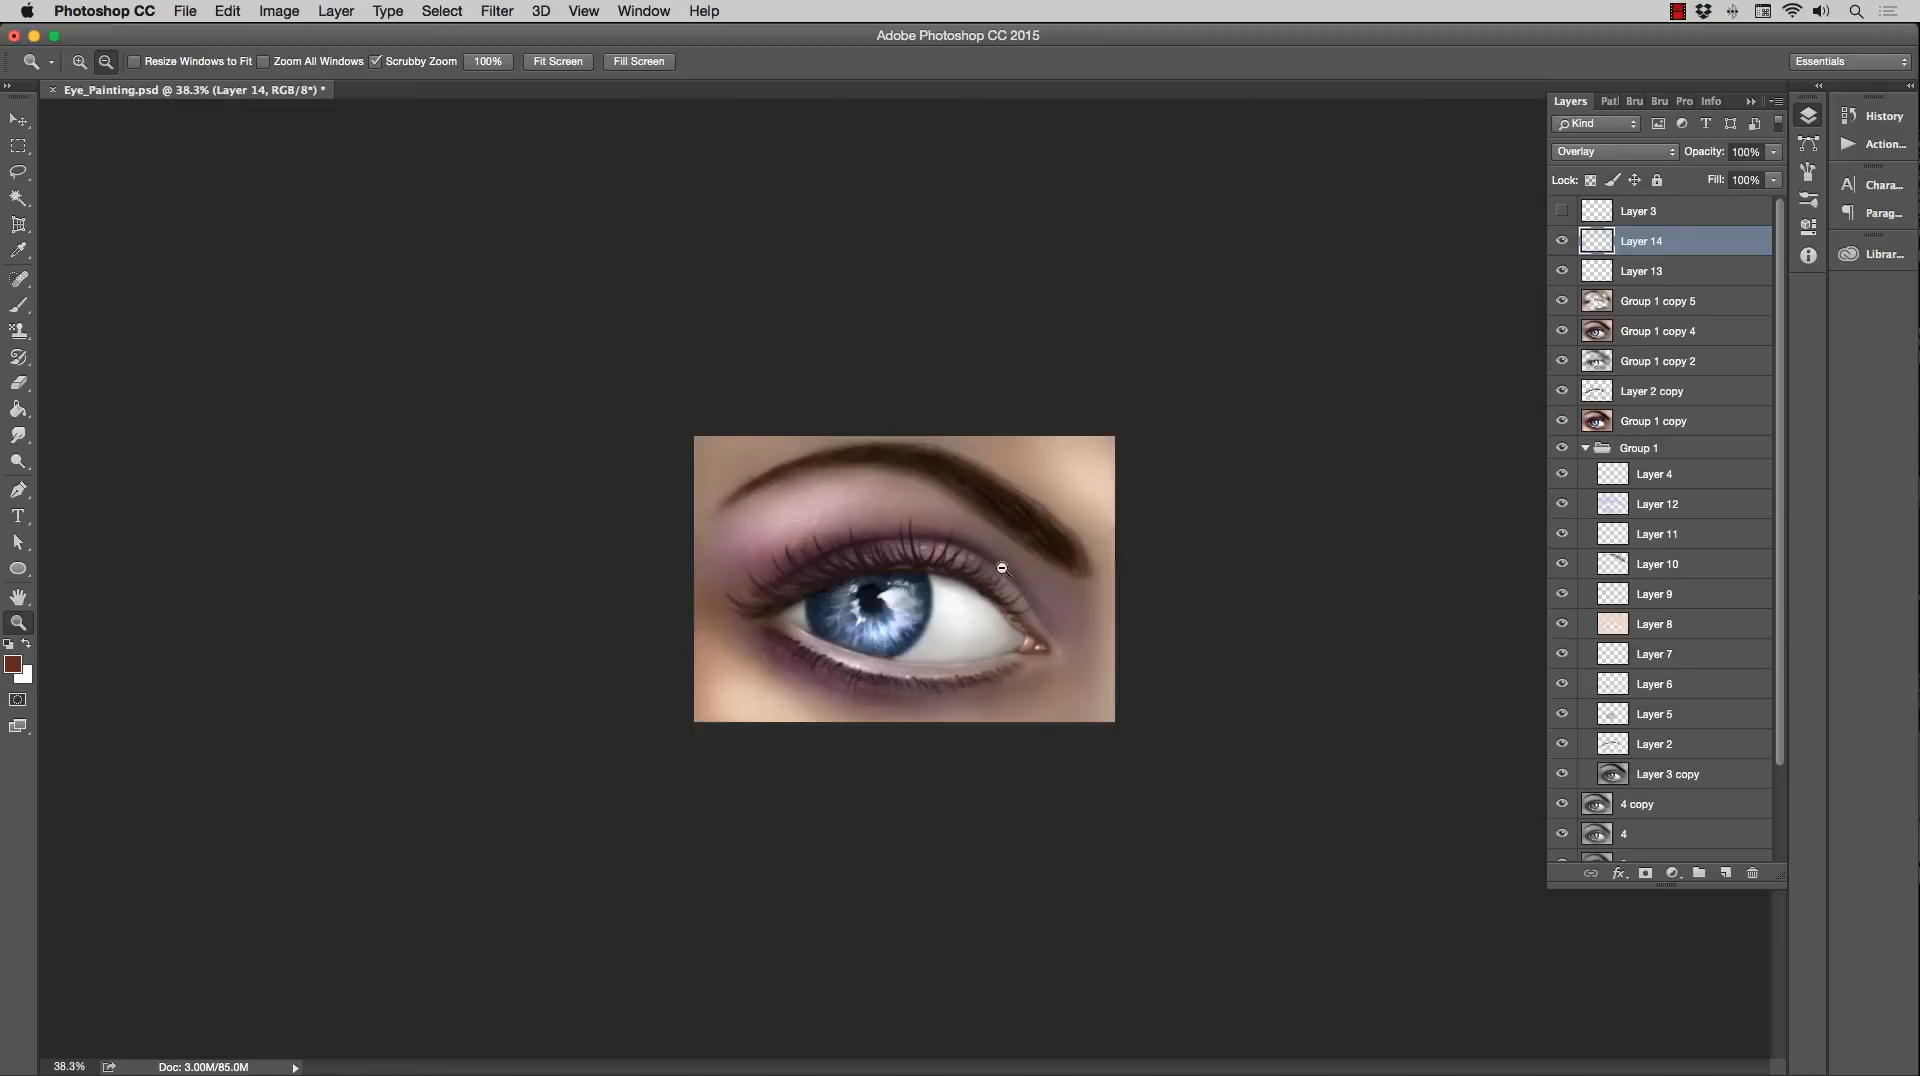 Photoshop CC File Edit Image Layer Type Select Filter 3D View Window Help
Adobe Photoshop CC 2015
Resize Windows to Fit Zoom All Windows Scrubby Zoom 100% Fit Screen Fill Screen Essentials
× Eye_Painting.psd @ 38.3% (Layer 14, RGB/8*) *
Layers Pat Bru Bru Pro Info
Kind
Overlay Opacity: 100%
Lock: Fill: 100%
Layer 3
Layer 14
Layer 13
Group 1 copy 5
Group 1 copy 4
Group 1 copy 2
Layer 2 copy
Group 1 copy
Group 1
Layer 4
Layer 12
Layer 11
Layer 10
Layer 9
Layer 8
Layer 7
Layer 6
Layer 5
Layer 2
Layer 3 copy
4 copy
4
History
Action...
Chara...
Parag...
Librar...
38.3% Doc: 3.00M/85.0M